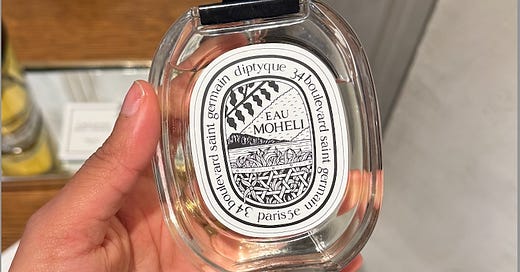 34 boulevard saint germain diptyque 34 boulevard saint germain paris 5e
EAU
MOHELI